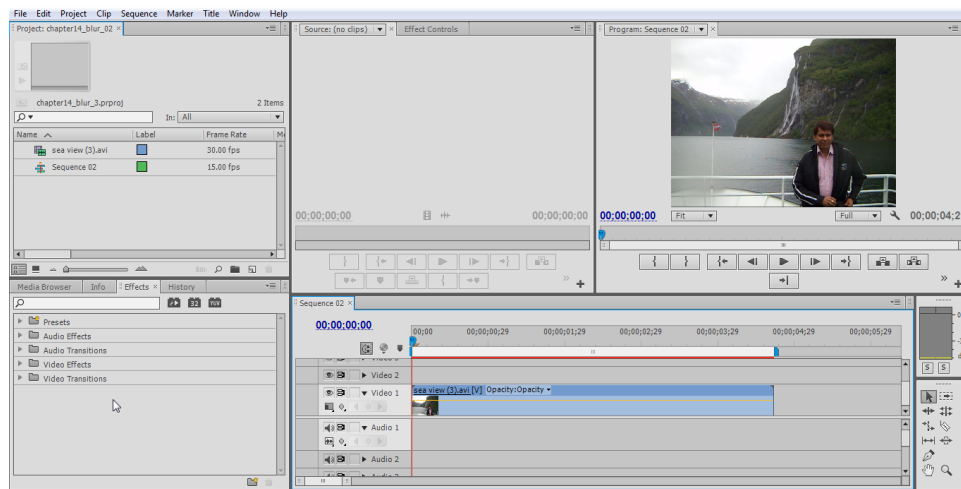 File Edit Project Clip Sequence Marker Title Window Help
Project: chapter14_blur_02 ×
Source: (no clips) × Effect Controls
Program: Sequence 02 ×
chapter14_blur_3.prproj 2 Items
In: All
Name Label Frame Rate M
sea view (3).avi 30.00 fps
Sequence 02 15.00 fps
00;00;00;00 00;00;00;00
00;00;00;00 Fit Full 00;00;04;2
Media Browser Info Effects × History
32 YUV
Presets
Audio Effects
Audio Transitions
Video Effects
Video Transitions
Sequence 02 ×
00;00;00;00
00;00 00;00;00;29 00;00;01;29 00;00;02;29 00;00;03;29 00;00;04;29 00;00;05;29
Video 2
Video 1 sea view (3).avi [V] Opacity:Opacity
Audio 1
Audio 2
S S